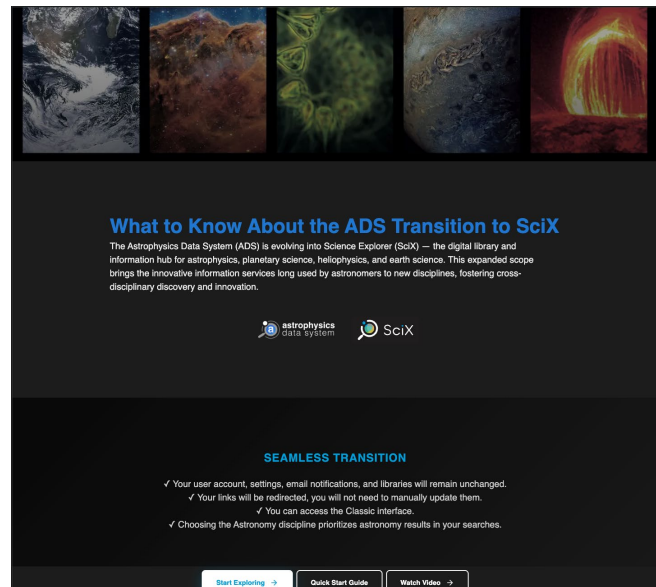 What to Know About the ADS Transition to SciX
The Astrophysics Data System (ADS) is evolving into Science Explorer (SciX) — the digital library and
information hub for astrophysics, planetary science, heliophysics, and earth science. This expanded scope
brings the innovative information services long used by astronomers to new disciplines, fostering cross-
disciplinary discovery and innovation.
a astrophysics
data system
SciX
SEAMLESS TRANSITION
✓ Your user account, settings, email notifications, and libraries will remain unchanged.
✓ Your links will be redirected, you will not need to manually update them.
✓ You can access the Classic interface.
✓ Choosing the Astronomy discipline prioritizes astronomy results in your searches.
Start Exploring → Quick Start Guide Watch Video →